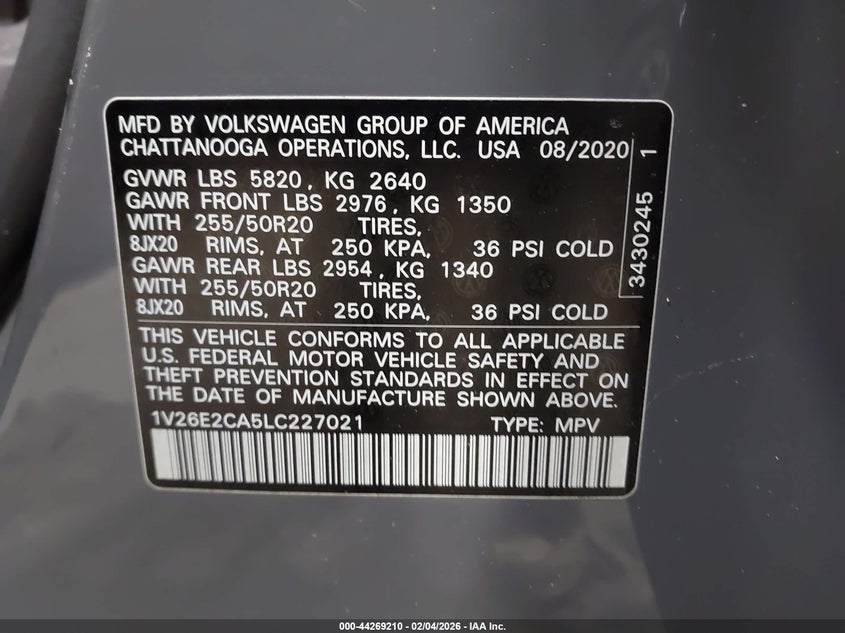 MFD BY VOLKSWAGEN GROUP OF AMERICA
CHATTANOOGA OPERATIONS, LLC. USA 08/2020
GVWR LBS 5820, KG 2640
GAWR FRONT LBS 2976, KG 1350
WITH 255/50R20 TIRES,
8JX20 RIMS, AT 250 KPA, 36 PSI COLD
GAWR REAR LBS 2954, KG 1340
WITH 255/50R20 TIRES,
8JX20 RIMS, AT 250 KPA, 36 PSI COLD
3430245 1
THIS VEHICLE CONFORMS TO ALL APPLICABLE
U.S. FEDERAL MOTOR VEHICLE SAFETY AND
THEFT PREVENTION STANDARDS IN EFFECT ON
THE DATE OF MANUFACTURE SHOWN ABOVE.
1V26E2CA5LC227021 TYPE: MPV
000-44269210 - 02/04/2026 - IAA Inc.